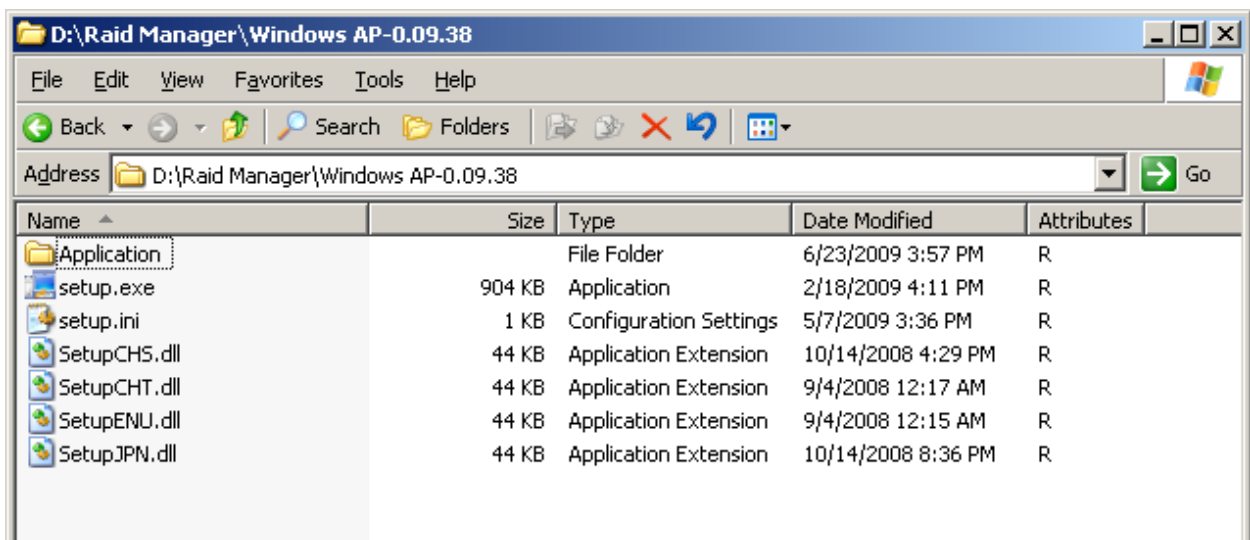 D:\Raid Manager\Windows AP-0.09.38
File Edit View Favorites Tools Help
Back Search Folders
Address D:\Raid Manager\Windows AP-0.09.38 Go
Name Size Type Date Modified Attributes
Application File Folder 6/23/2009 3:57 PM R
setup.exe 904 KB Application 2/18/2009 4:11 PM R
setup.ini 1 KB Configuration Settings 5/7/2009 3:36 PM R
SetupCHS.dll 44 KB Application Extension 10/14/2008 4:29 PM R
SetupCHT.dll 44 KB Application Extension 9/4/2008 12:17 AM R
SetupENU.dll 44 KB Application Extension 9/4/2008 12:15 AM R
SetupJPN.dll 44 KB Application Extension 10/14/2008 8:36 PM R